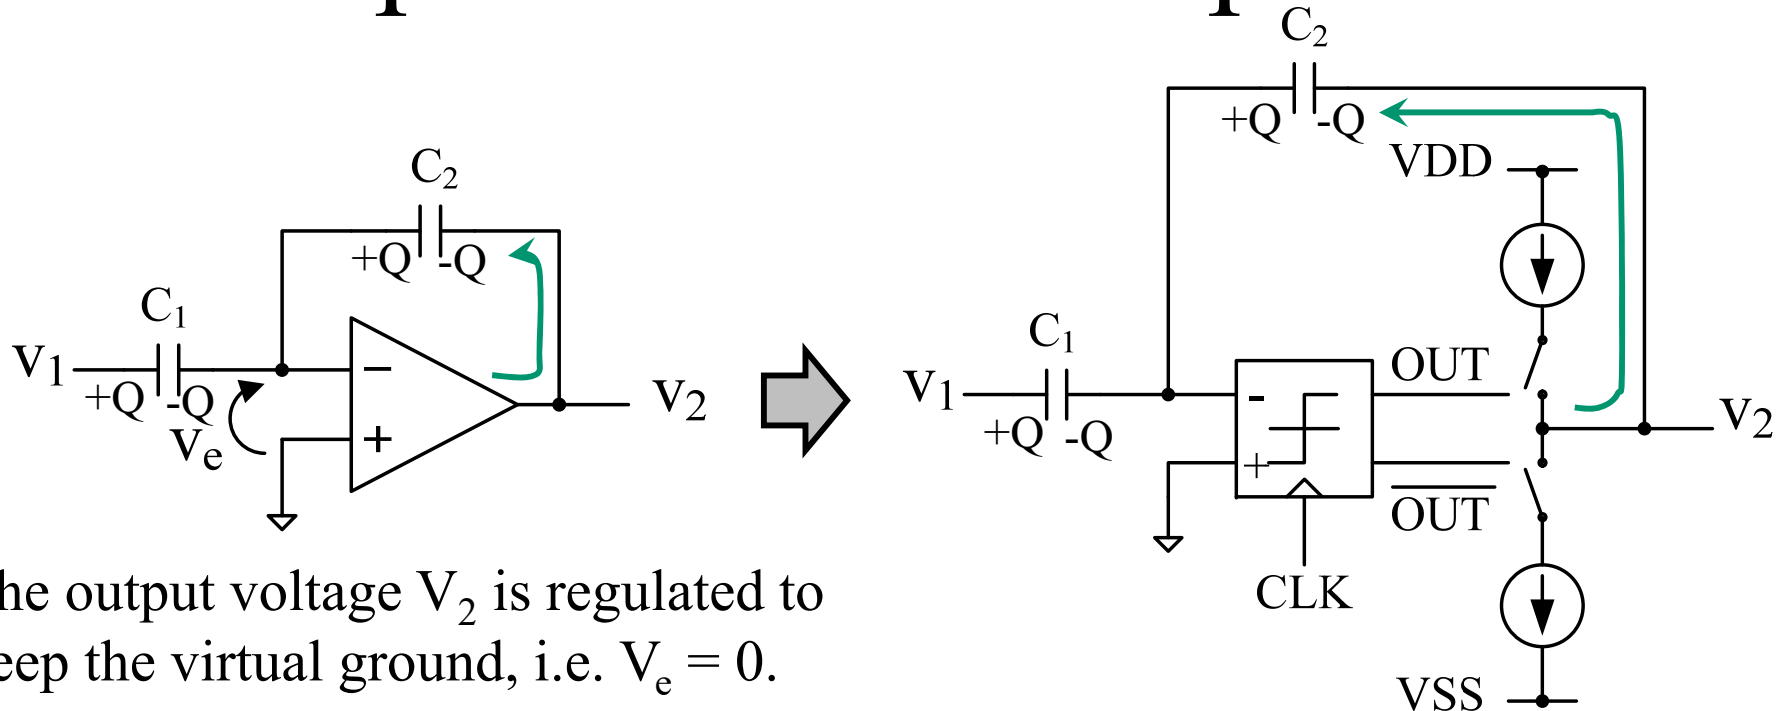 C₂
C₂
+Q -Q
VDD
C₂
+Q -Q
C₁
V₁
+Q -Q
Vₑ
−
+
V₂
C₁
V₁
+Q -Q
-
+
OUT
OUT
CLK
V₂
VSS
he output voltage V₂ is regulated to
eep the virtual ground, i.e. Vₑ = 0.